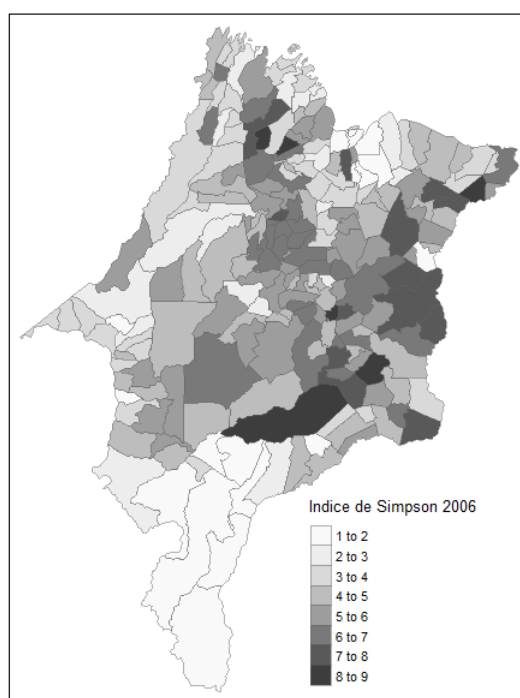 Indice de Simpson 2006
1 to 2
2 to 3
3 to 4
4 to 5
5 to 6
6 to 7
7 to 8
8 to 9